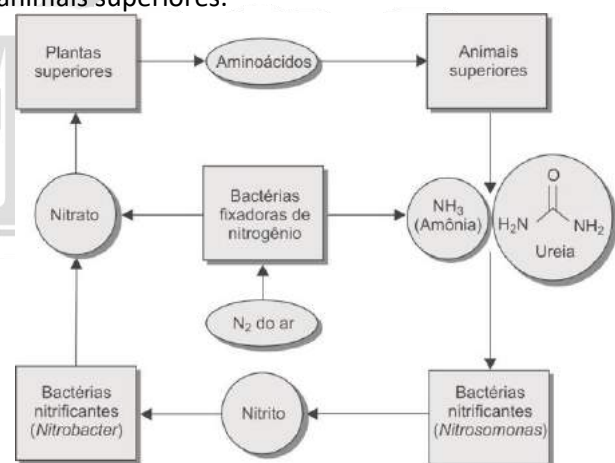 animais superiores.
Plantas
superiores
Aminoácidos
Animais
superiores
Nitrato
Bactérias
fixadoras de
nitrogênio
NH₃
(Amônia)
O
H₂N
NH₂
Ureia
N₂ do ar
Bactérias
nitrificantes
(Nitrobacter)
Nitrito
Bactérias
nitrificantes
(Nitrosomonas)